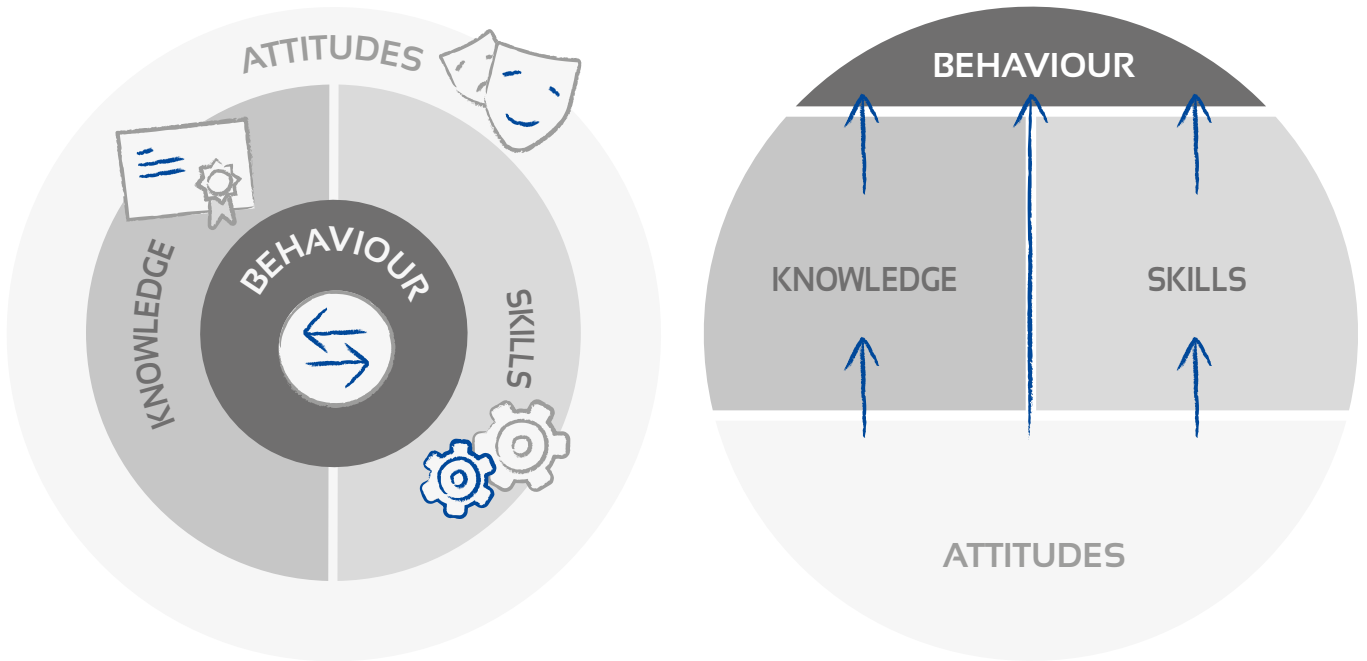 ATTITUDES
KNOWLEDGE
BEHAVIOUR
SKILLS
BEHAVIOUR
KNOWLEDGE
SKILLS
ATTITUDES